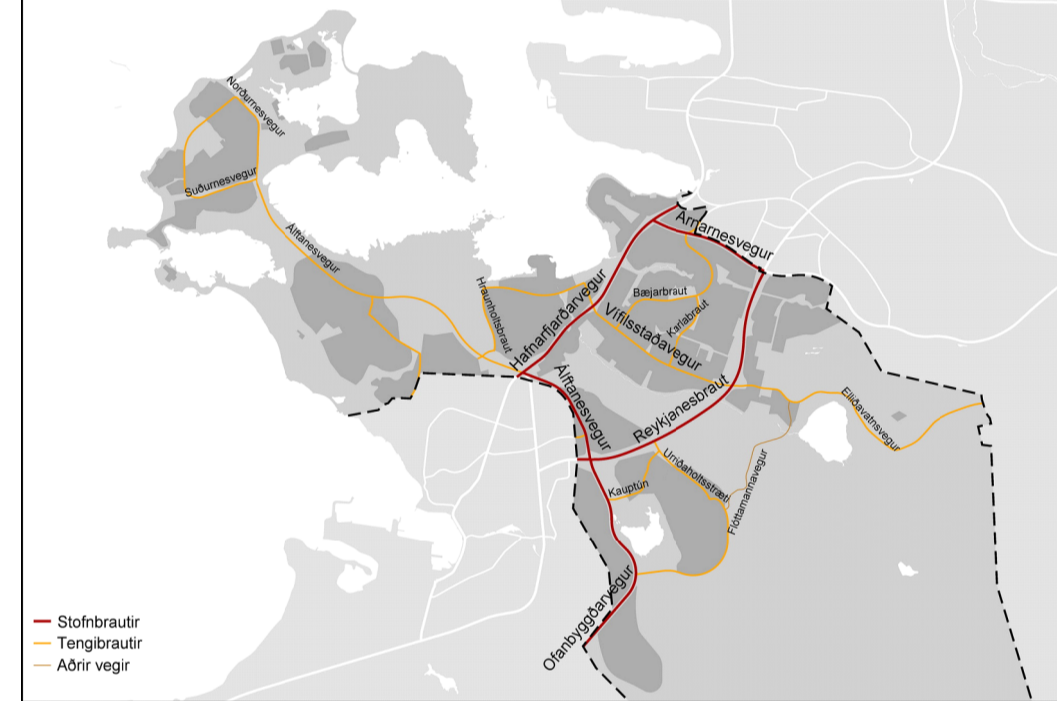 Norðurnesvegur
Suðurnesvegur
Álftanesvegur
Arnarnesvegur
Hraunholtsbraut
Hafnarfjarðarvegur
Bæjarbraut
Karlabraut
Vífilsstaðavegur
Álftanesvegur
Reykjanesbraut
Elliðavatnsvegur
Urriðaholtsstræti
Kauptún
Flóttamannavegur
Ofanbyggðarvegur
Stofnbrautir
Tengibrautir
Aðrir vegir